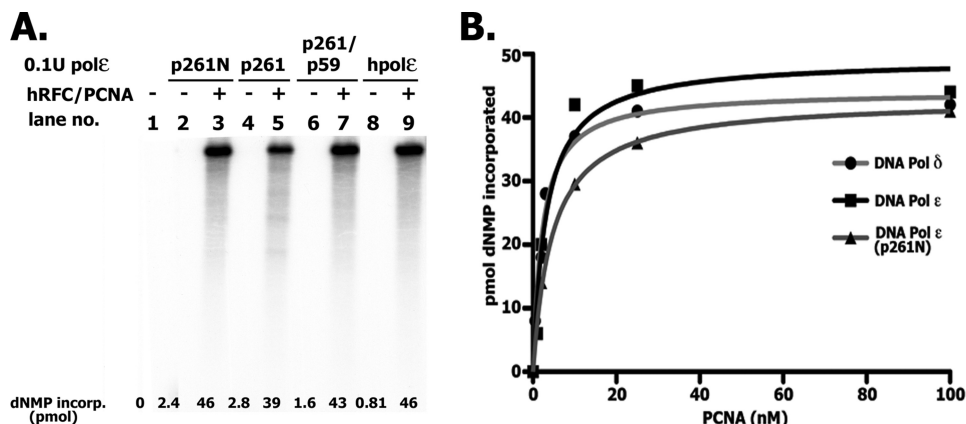 A.
p261/
0.1U polε p261N p261 p59 hpolε
hRFC/PCNA - - + - + - + - +
lane no. 1 2 3 4 5 6 7 8 9
dNMP incorp. 0 2.4 46 2.8 39 1.6 43 0.81 46
(pmol)
B.
pmol dNMP incorporated
50
40
30
20
10
0
0 20 40 60 80 100
PCNA (nM)
DNA Pol δ
DNA Pol ε
DNA Pol ε
(p261N)